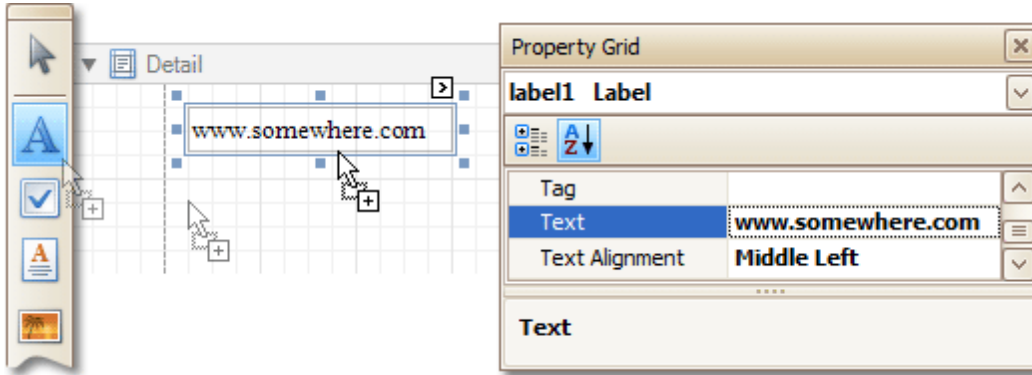 Detail
www.somewhere.com
A
A
Property Grid
label1 Label
A
Z
Tag
Text www.somewhere.com
Text Alignment Middle Left
Text